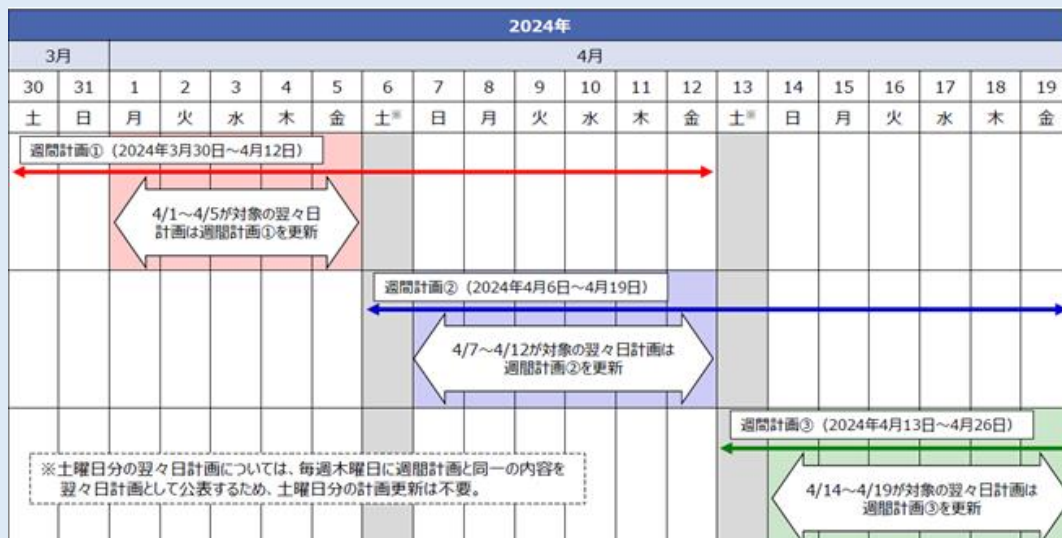 2024年
3月 4月
30 31 1 2 3 4 5 6 7 8 9 10 11 12 13 14 15 16 17 18 19
土 日 月 火 水 木 金 土※ 日 月 火 水 木 金 土※ 日 月 火 水 木 金
週間計画①（2024年3月30日～4月12日）
4/1～4/5が対象の翌々日
計画は週間計画①を更新
週間計画②（2024年4月6日～4月19日）
4/7～4/12が対象の翌々日計画は
週間計画②を更新
週間計画③（2024年4月13日～4月26日）
※土曜日分の翌々日計画については、毎週木曜日に週間計画と同一の内容を
翌々日計画として公表するため、土曜日分の計画更新は不要。
4/14～4/19が対象の翌々日計画は
週間計画③を更新